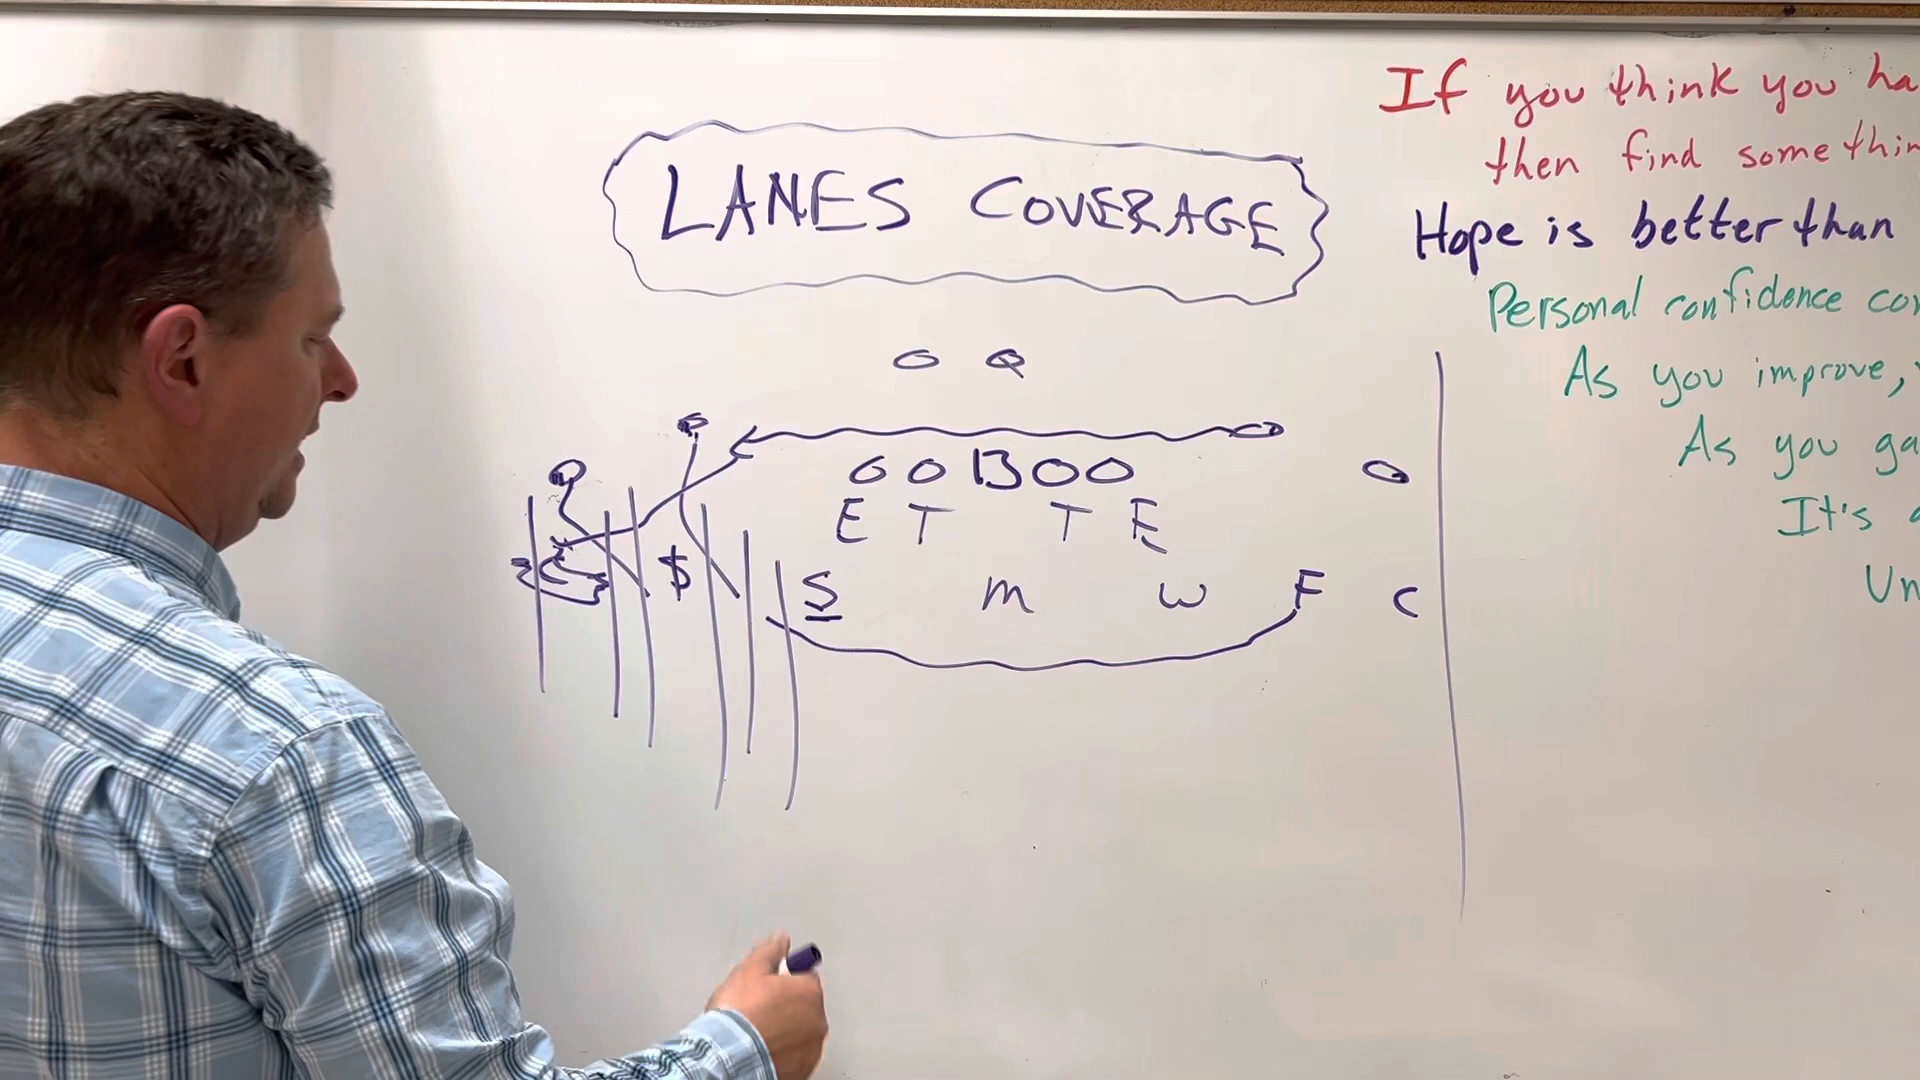 LANES COVERAGE
If you think you ha
then find somethin
Hope is better than
Personal confidence co
As you improve,
As you ga
It's
Un
O Q
O O B O O
E T T E
$ S m w F C